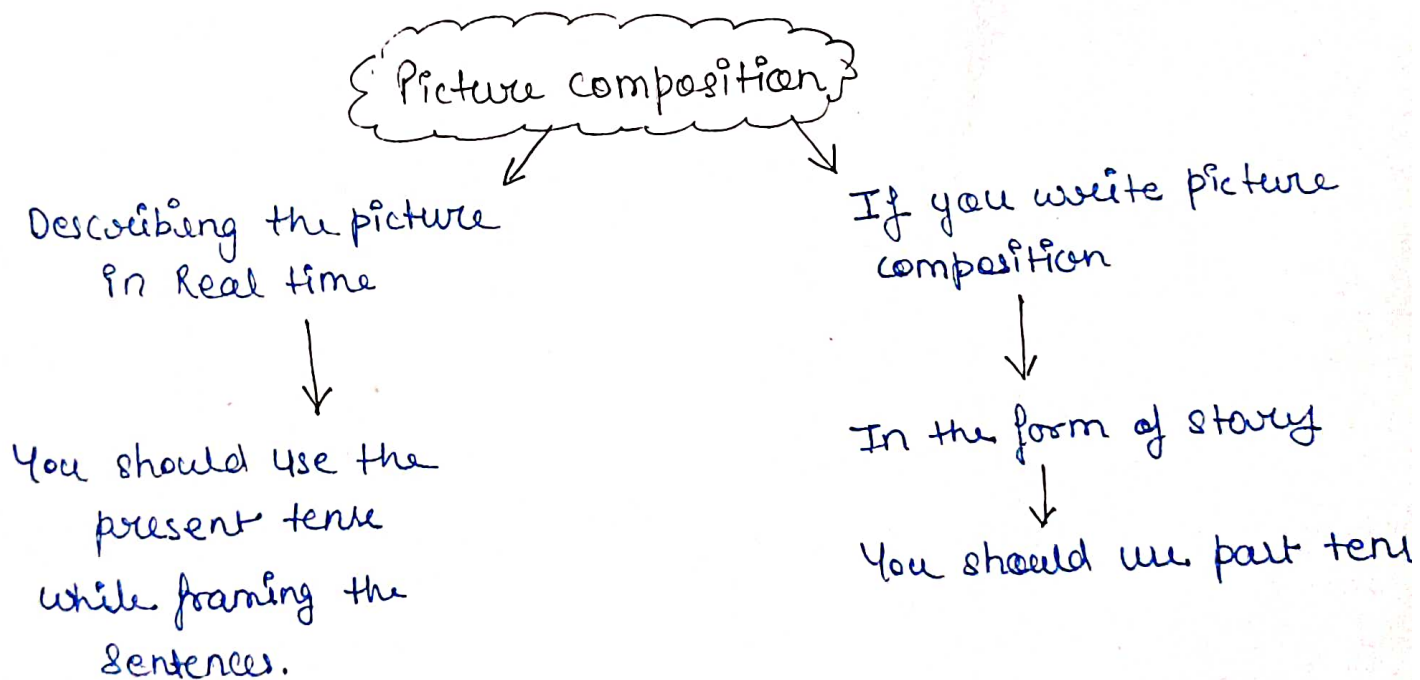 Picture composition
Describing the picture
in Real time
You should use the
present tense
while framing the
sentences.
If you write picture
composition
In the form of story
You should use past tens